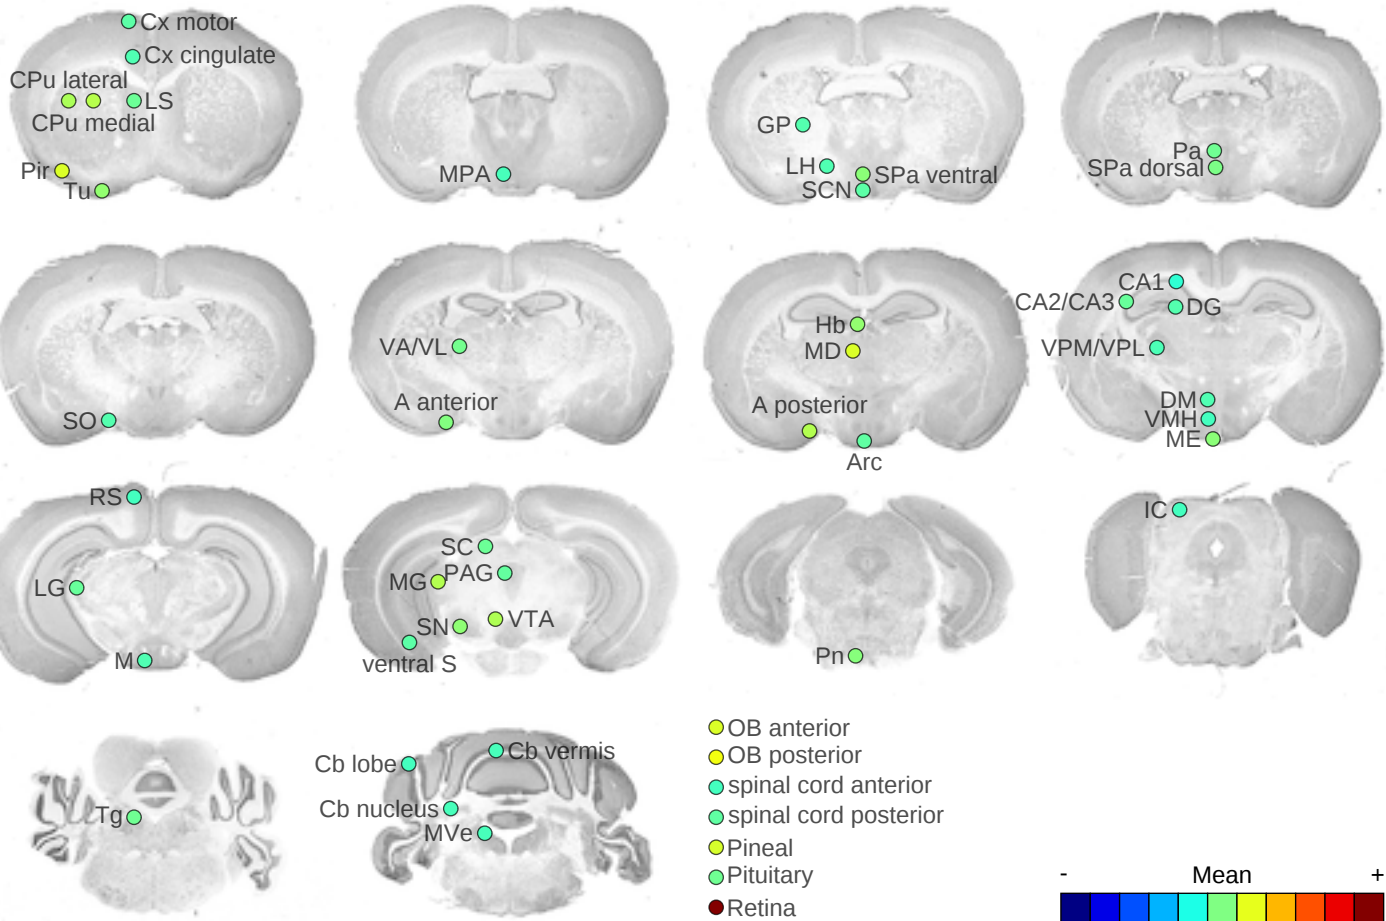 Cx motor
Cx cingulate
CPu lateral
LS
CPu medial
Pir
Tu
MPA
GP
LH
SPa ventral
SCN
Pa
SPa dorsal
SO
VA/VL
A anterior
Hb
MD
A posterior
Arc
CA1
CA2/CA3
DG
VPM/VPL
DM
VMH
ME
RS
LG
M
SC
PAG
MG
VTA
SN
ventral S
Pn
IC
Tg
Cb vermis
Cb lobe
Cb nucleus
MVe
OB anterior
OB posterior
spinal cord anterior
spinal cord posterior
Pineal
Pituitary
Retina
- Mean +